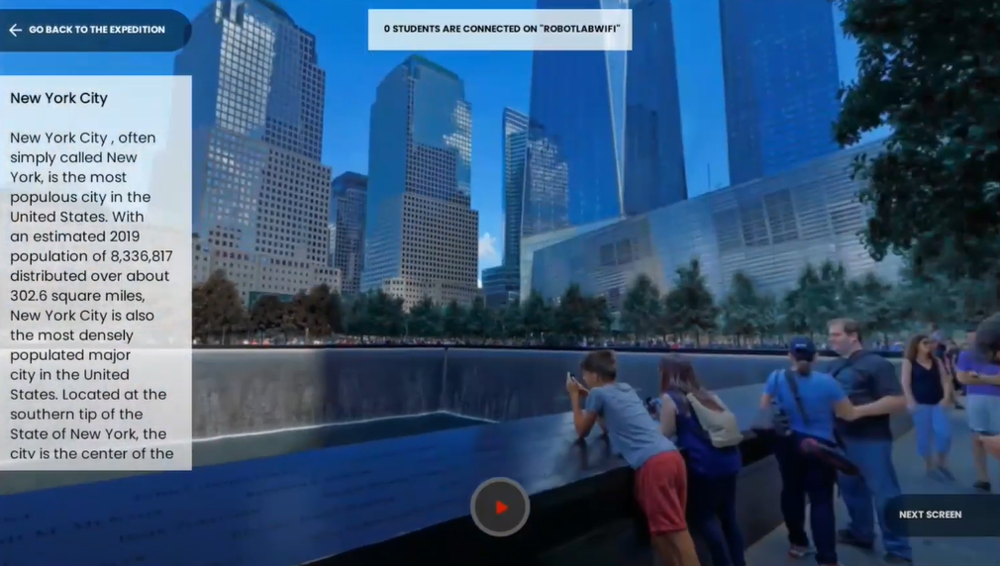 GO BACK TO THE EXPEDITION
0 STUDENTS ARE CONNECTED ON "ROBOTLABWIFI"
New York City
New York City , often
simply called New
York, is the most
populous city in the
United States. With
an estimated 2019
population of 8,336,817
distributed over about
302.6 square miles,
New York City is also
the most densely
populated major
city in the United
States. Located at the
southern tip of the
State of New York, the
city is the center of the
NEXT SCREEN